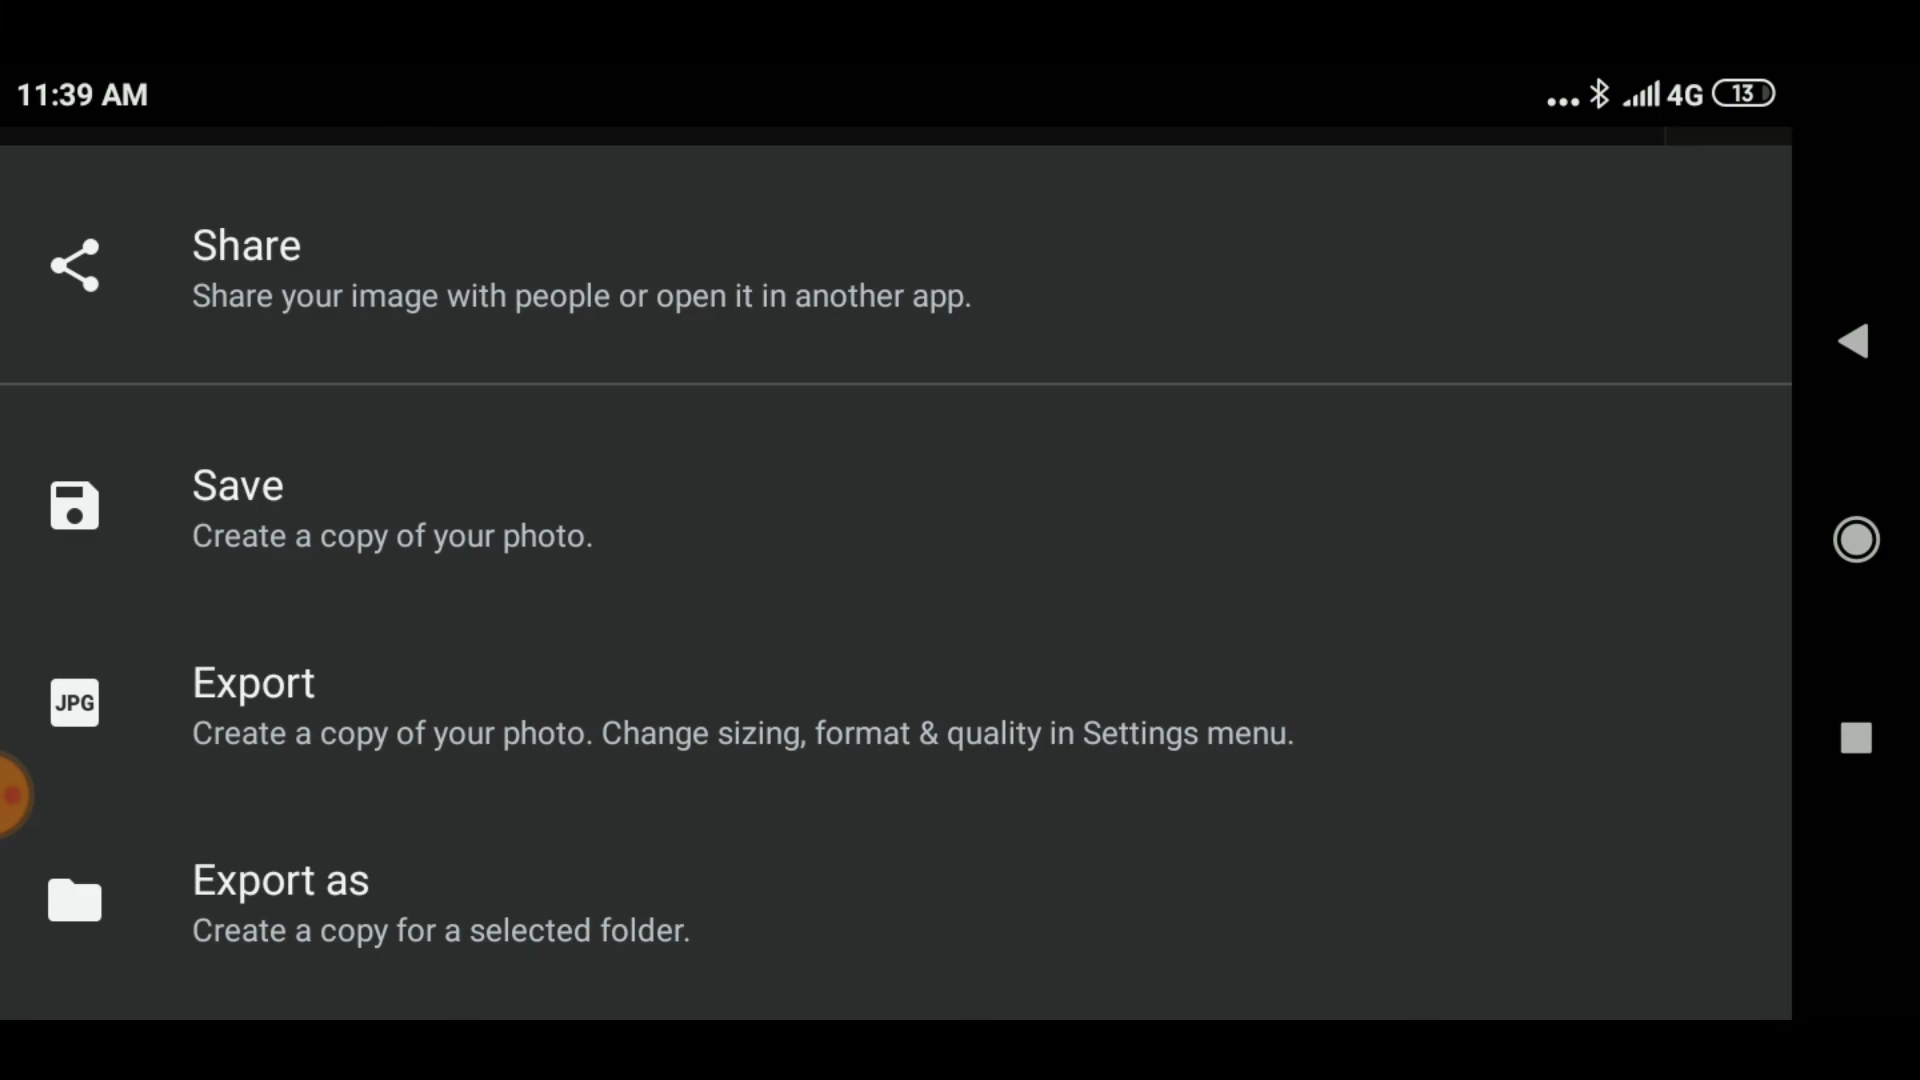 11:39 AM
4G 13
Share
Share your image with people or open it in another app.
Save
Create a copy of your photo.
JPG
Export
Create a copy of your photo. Change sizing, format & quality in Settings menu.
Export as
Create a copy for a selected folder.